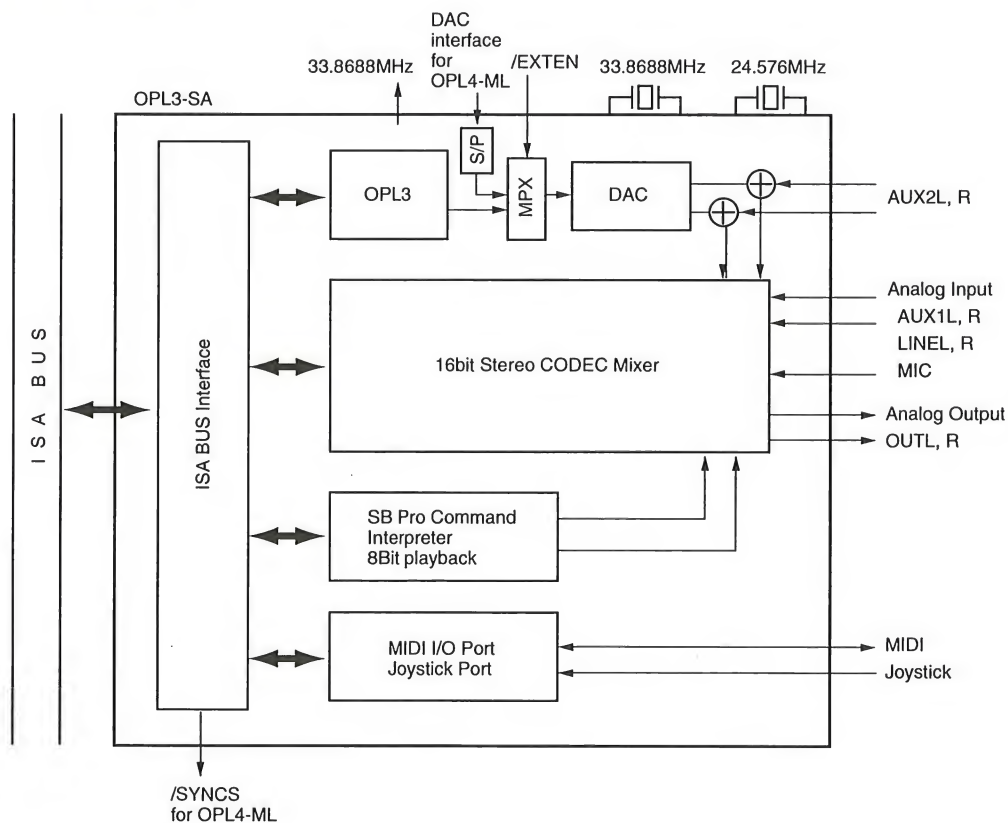 DAC
interface
for
OPL4-ML
33.8688MHz
/EXTEN
33.8688MHz
24.576MHz
OPL3-SA
S/P
OPL3
MPX
DAC
AUX2L, R
ISA BUS
ISA BUS Interface
16bit Stereo CODEC Mixer
Analog Input
AUX1L, R
LINEL, R
MIC
Analog Output
OUTL, R
SB Pro Command
Interpreter
8Bit playback
MIDI I/O Port
Joystick Port
MIDI
Joystick
/SYNCS
for OPL4-ML